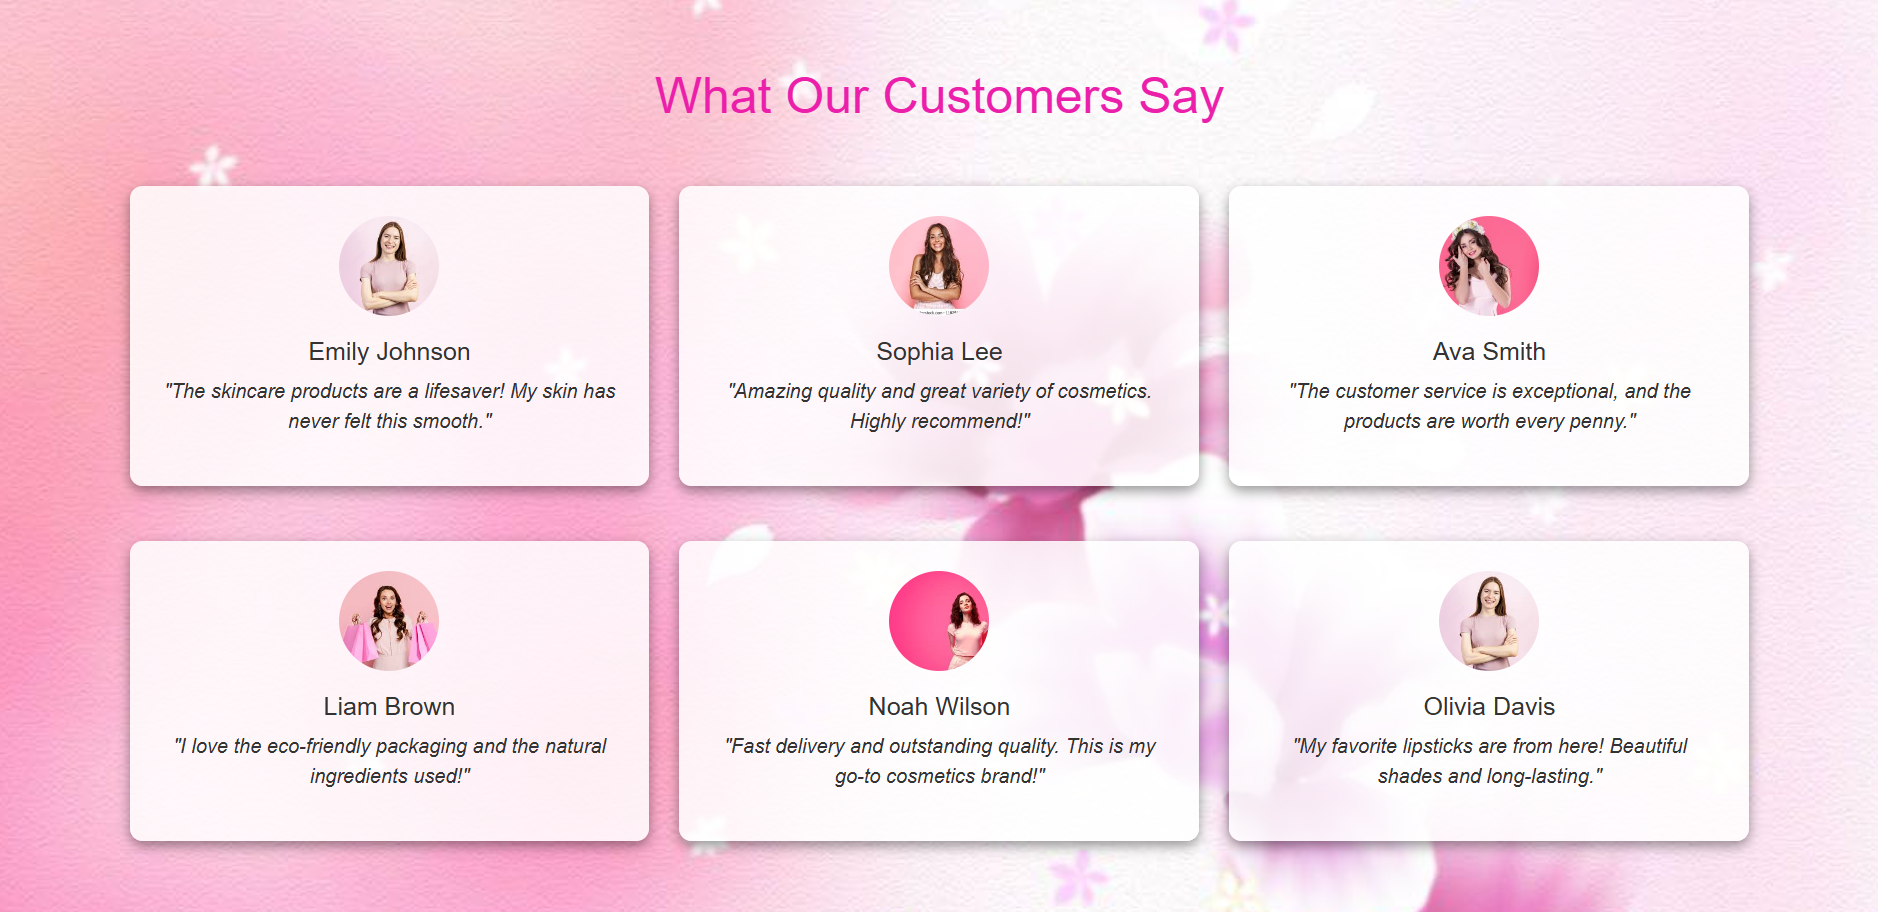 What Our Customers Say
Emily Johnson
"The skincare products are a lifesaver! My skin has
never felt this smooth."
Sophia Lee
"Amazing quality and great variety of cosmetics.
Highly recommend!"
Ava Smith
"The customer service is exceptional, and the
products are worth every penny."
Liam Brown
"I love the eco-friendly packaging and the natural
ingredients used!"
Noah Wilson
"Fast delivery and outstanding quality. This is my
go-to cosmetics brand!"
Olivia Davis
"My favorite lipsticks are from here! Beautiful
shades and long-lasting."